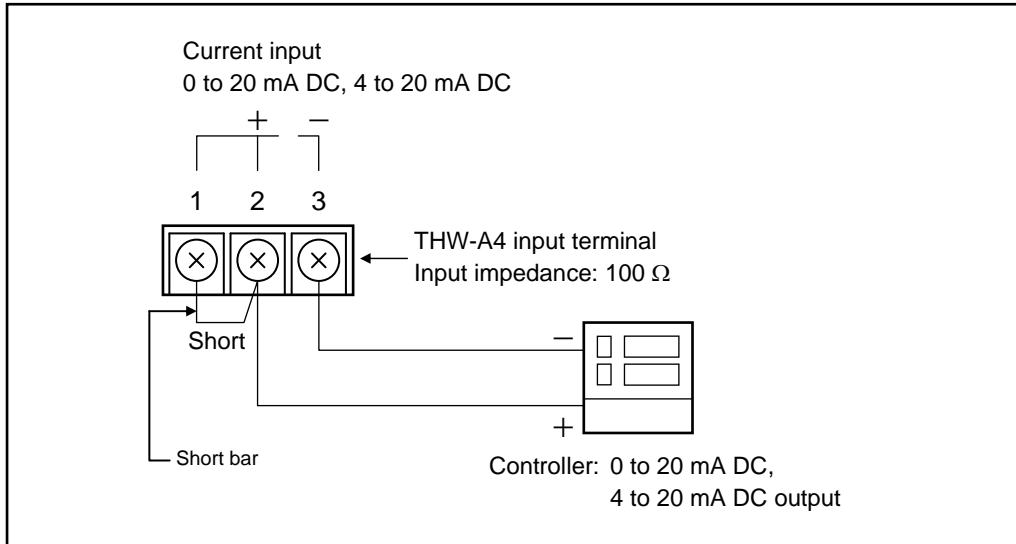 Current input
0 to 20 mA DC, 4 to 20 mA DC
+ −
1 2 3
THW-A4 input terminal
Input impedance: 100 Ω
Short
−
+
Short bar
Controller: 0 to 20 mA DC,
4 to 20 mA DC output